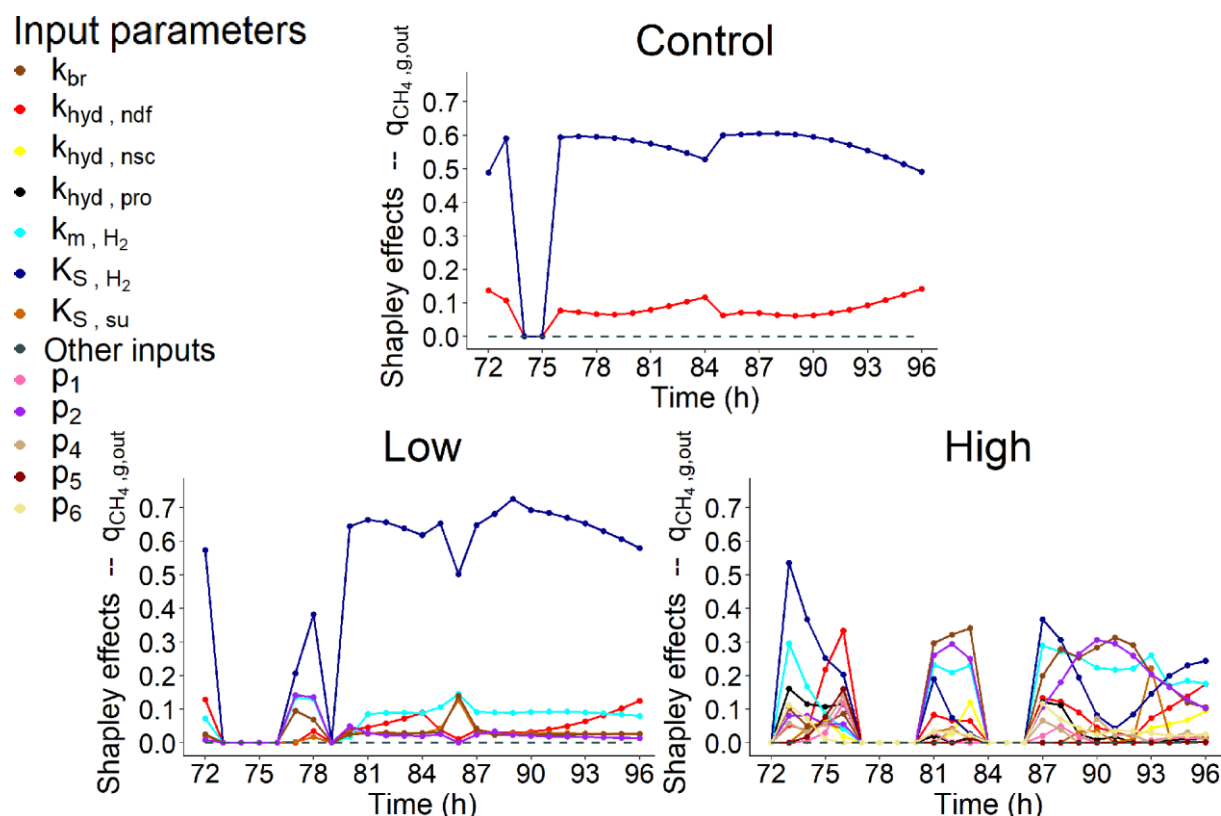 Input parameters
k_br
k_hyd , ndf
k_hyd , nsc
k_hyd , pro
k_m , H₂
K_S , H₂
K_S , su
Other inputs
p₁
p₂
p₄
p₅
p₆
Control
Shapley effects -- q_CH₄,g,out
0.7
0.6
0.5
0.4
0.3
0.2
0.1
0.0
72 75 78 81 84 87 90 93 96
Time (h)
Low
Shapley effects -- q_CH₄,g,out
0.7
0.6
0.5
0.4
0.3
0.2
0.1
0.0
72 75 78 81 84 87 90 93 96
Time (h)
High
Shapley effects -- q_CH₄,g,out
0.7
0.6
0.5
0.4
0.3
0.2
0.1
0.0
72 75 78 81 84 87 90 93 96
Time (h)